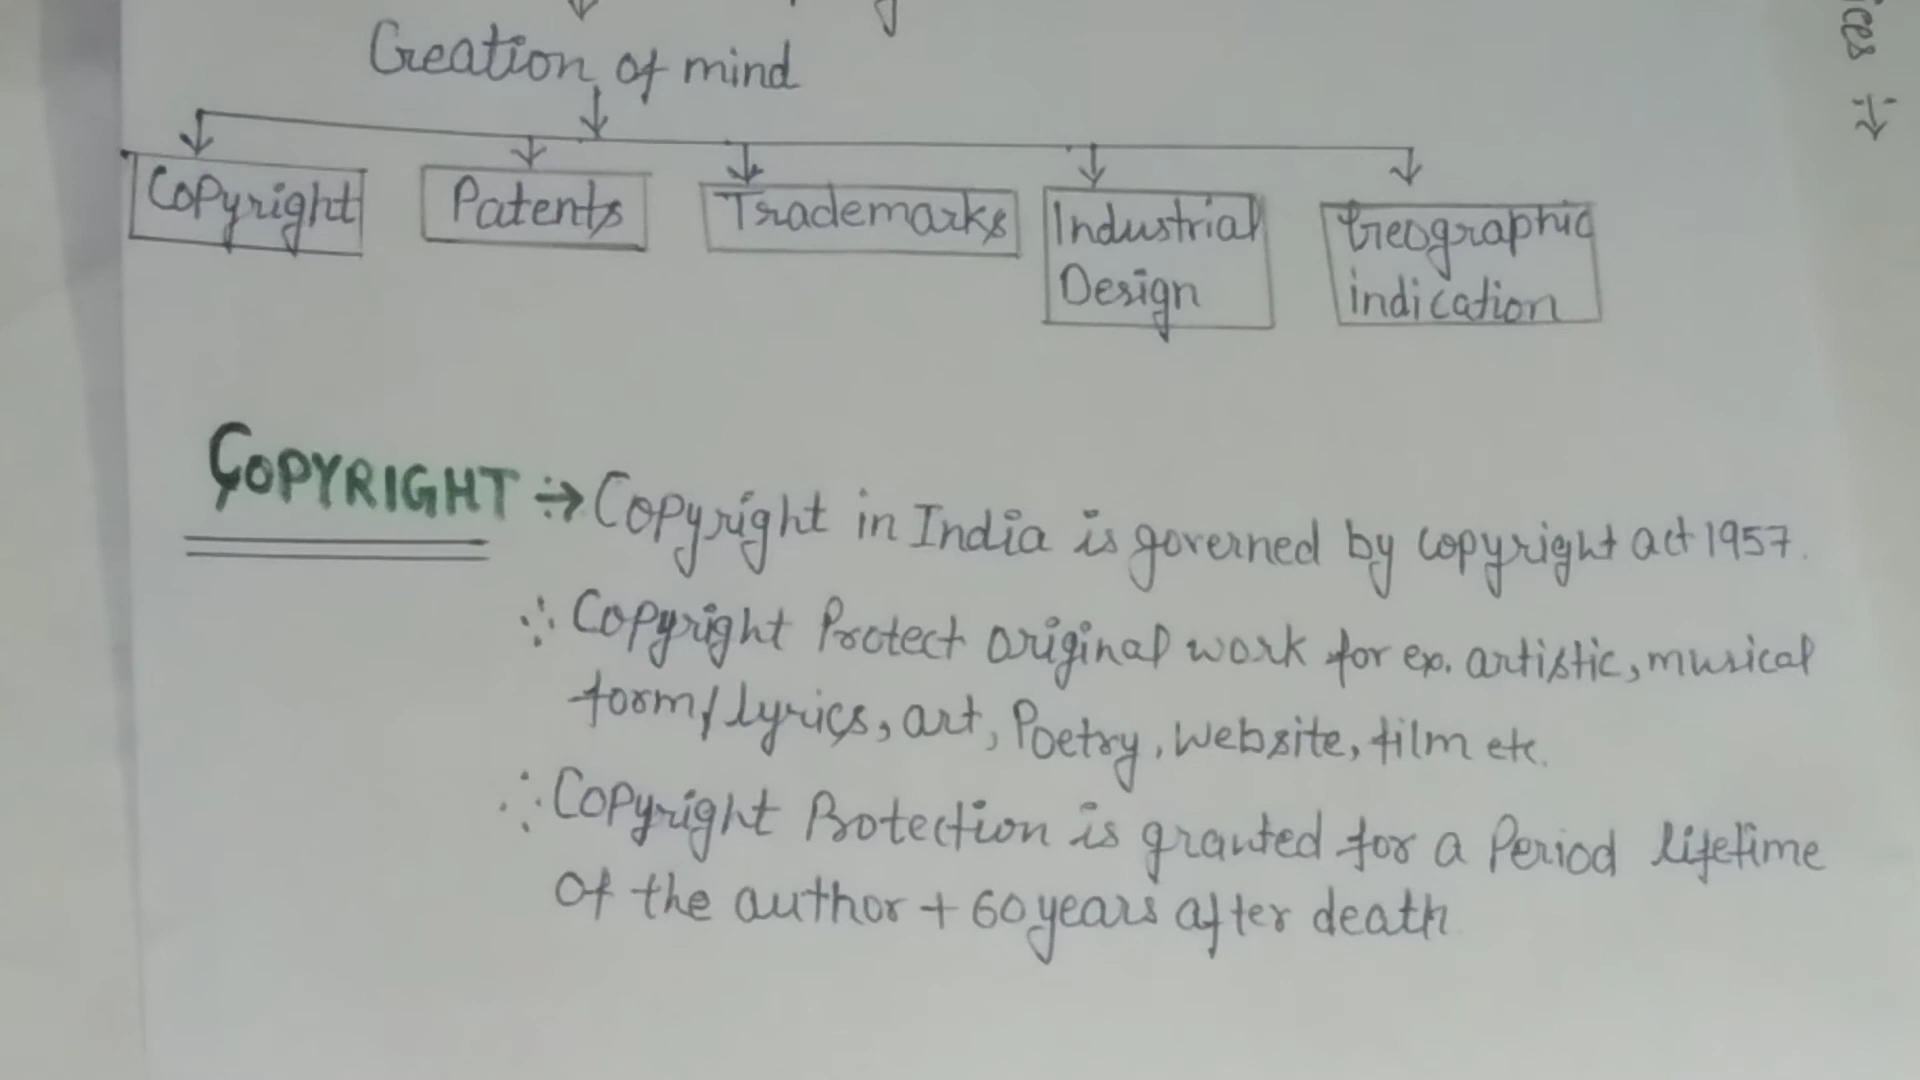 Creation of mind
Copyright
Patents
Trademarks
Industrial
Design
Geographic
indication
COPYRIGHT → Copyright in India is governed by copyright act 1957.
Copyright Protect original work for ex. artistic, musical
form/lyrics, art, Poetry, website, film etc.
Copyright Protection is granted for a Period lifetime
of the author + 60 years after death